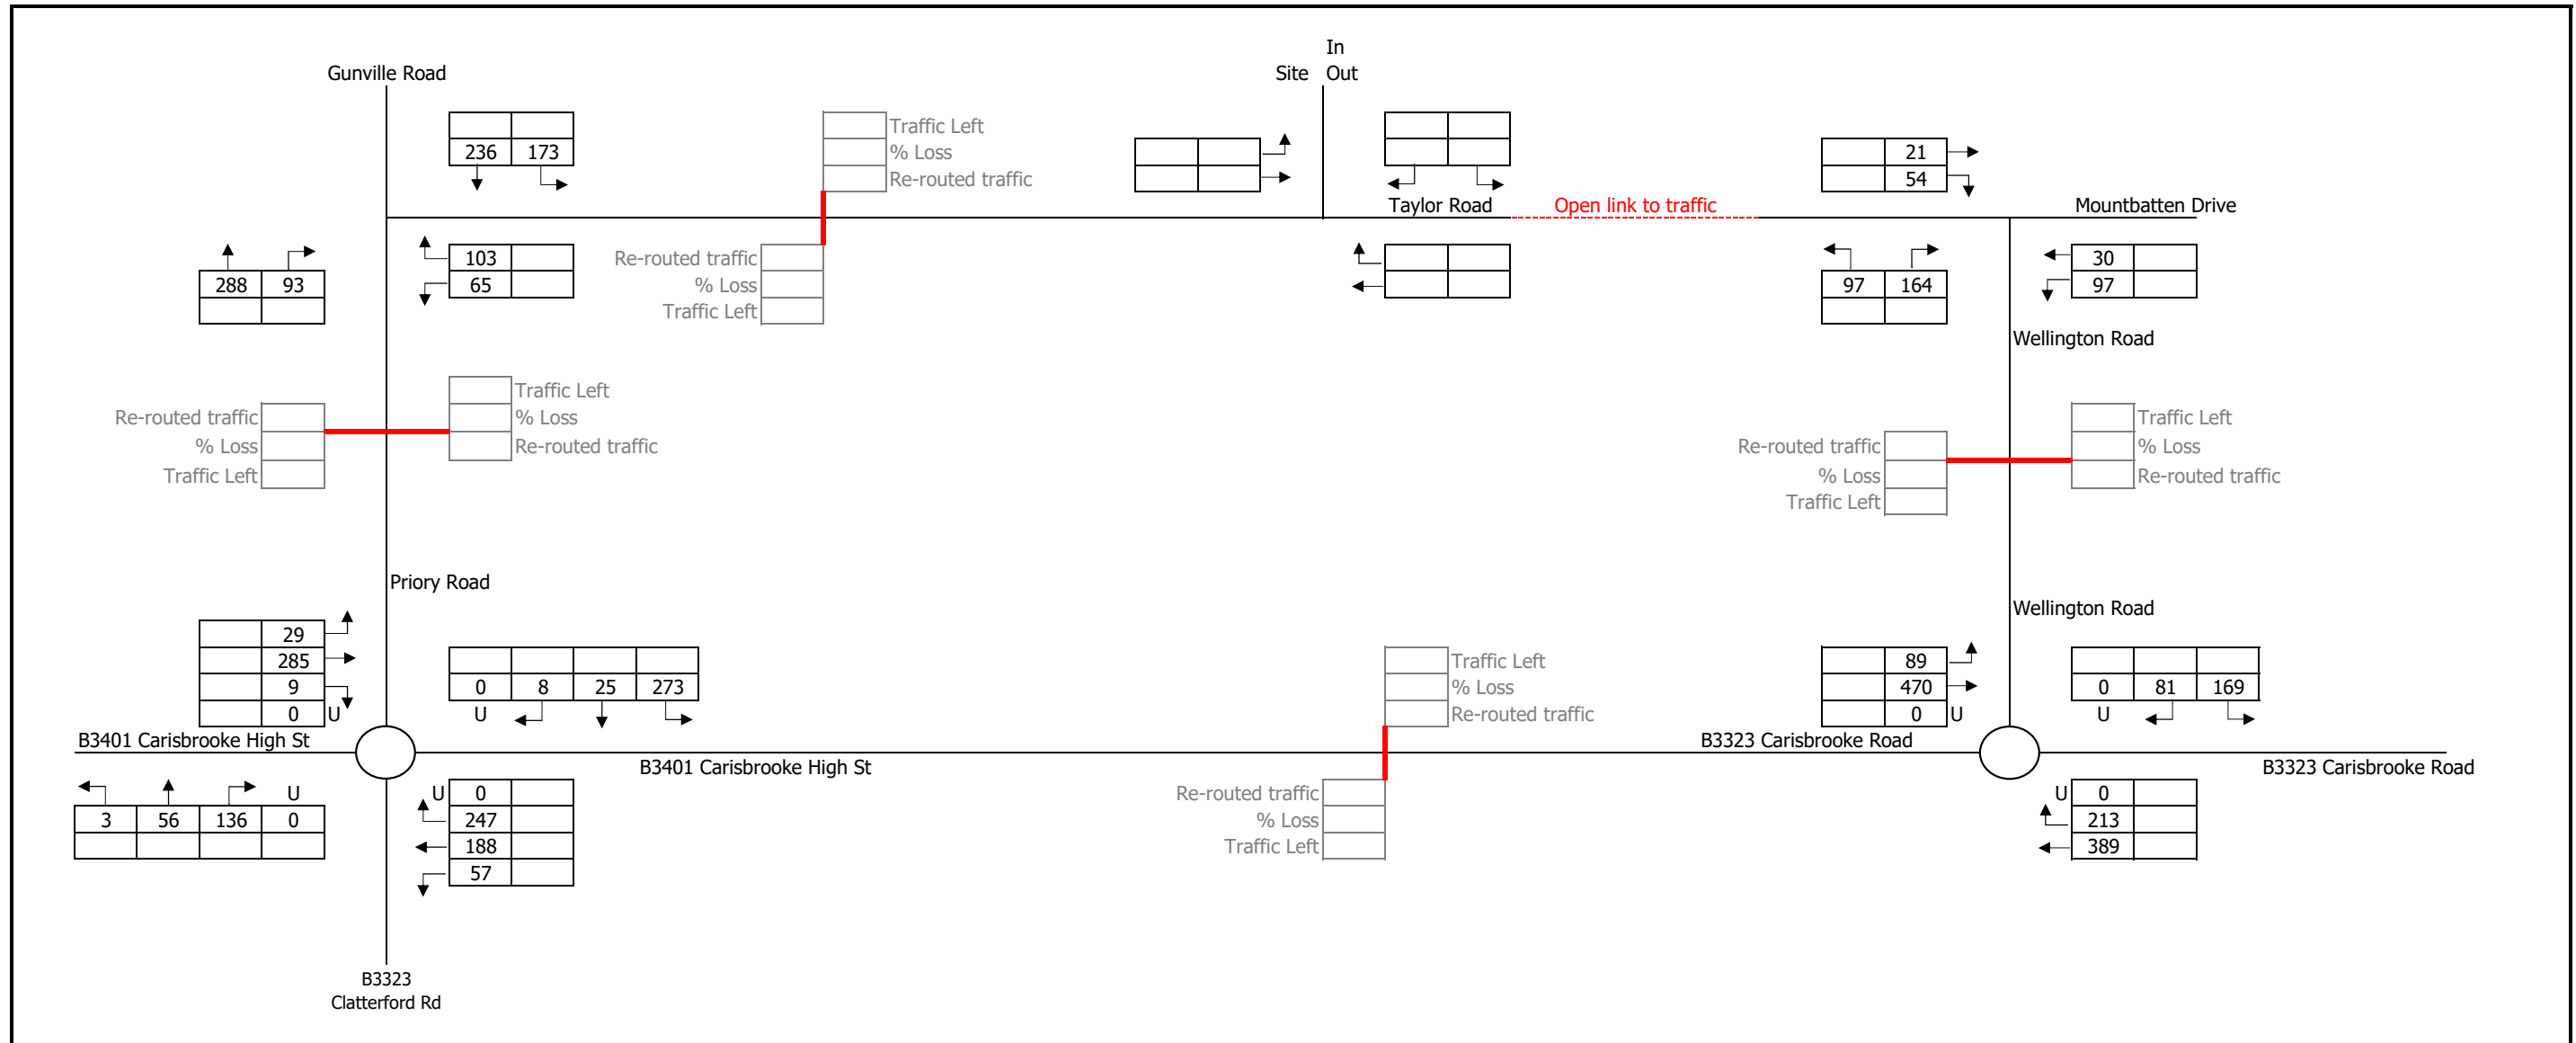 In
Gunville Road
Site Out
Traffic Left
236 173
% Loss
21
Re-routed traffic
54
Taylor Road
Open link to traffic
Mountbatten Drive
103
Re-routed traffic
30
288 93
65
% Loss
97 164
97
Traffic Left
Wellington Road
Traffic Left
Re-routed traffic
% Loss
Traffic Left
% Loss
Re-routed traffic
Re-routed traffic
% Loss
Traffic Left
% Loss
Re-routed traffic
Traffic Left
Priory Road
Wellington Road
29
285
Traffic Left
89
9
0 8 25 273
% Loss
470
0 81 169
0 U
U
Re-routed traffic
0 U
U
B3401 Carisbrooke High St
B3323 Carisbrooke Road
B3401 Carisbrooke High St
B3323 Carisbrooke Road
U
U 0
Re-routed traffic
U 0
3 56 136 0
247
% Loss
213
188
Traffic Left
389
57
B3323
Clatterford Rd